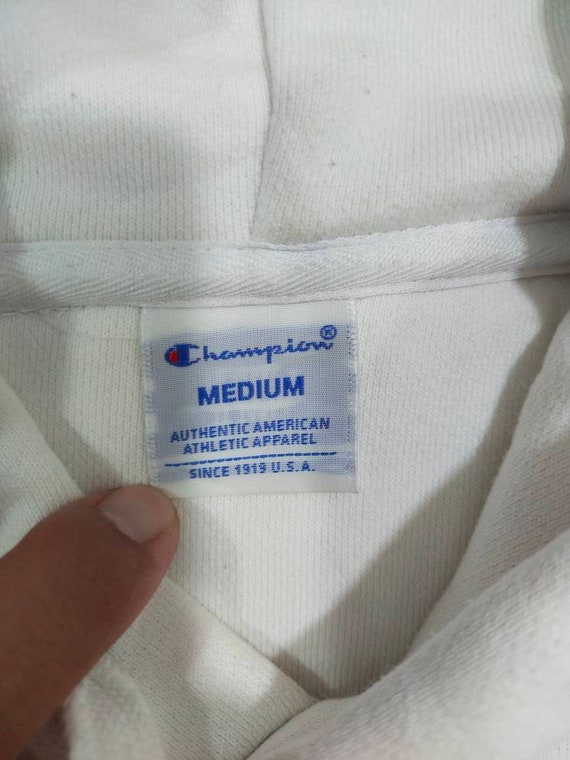 Champion®
MEDIUM
AUTHENTIC AMERICAN
ATHLETIC APPAREL
SINCE 1919 U.S.A.